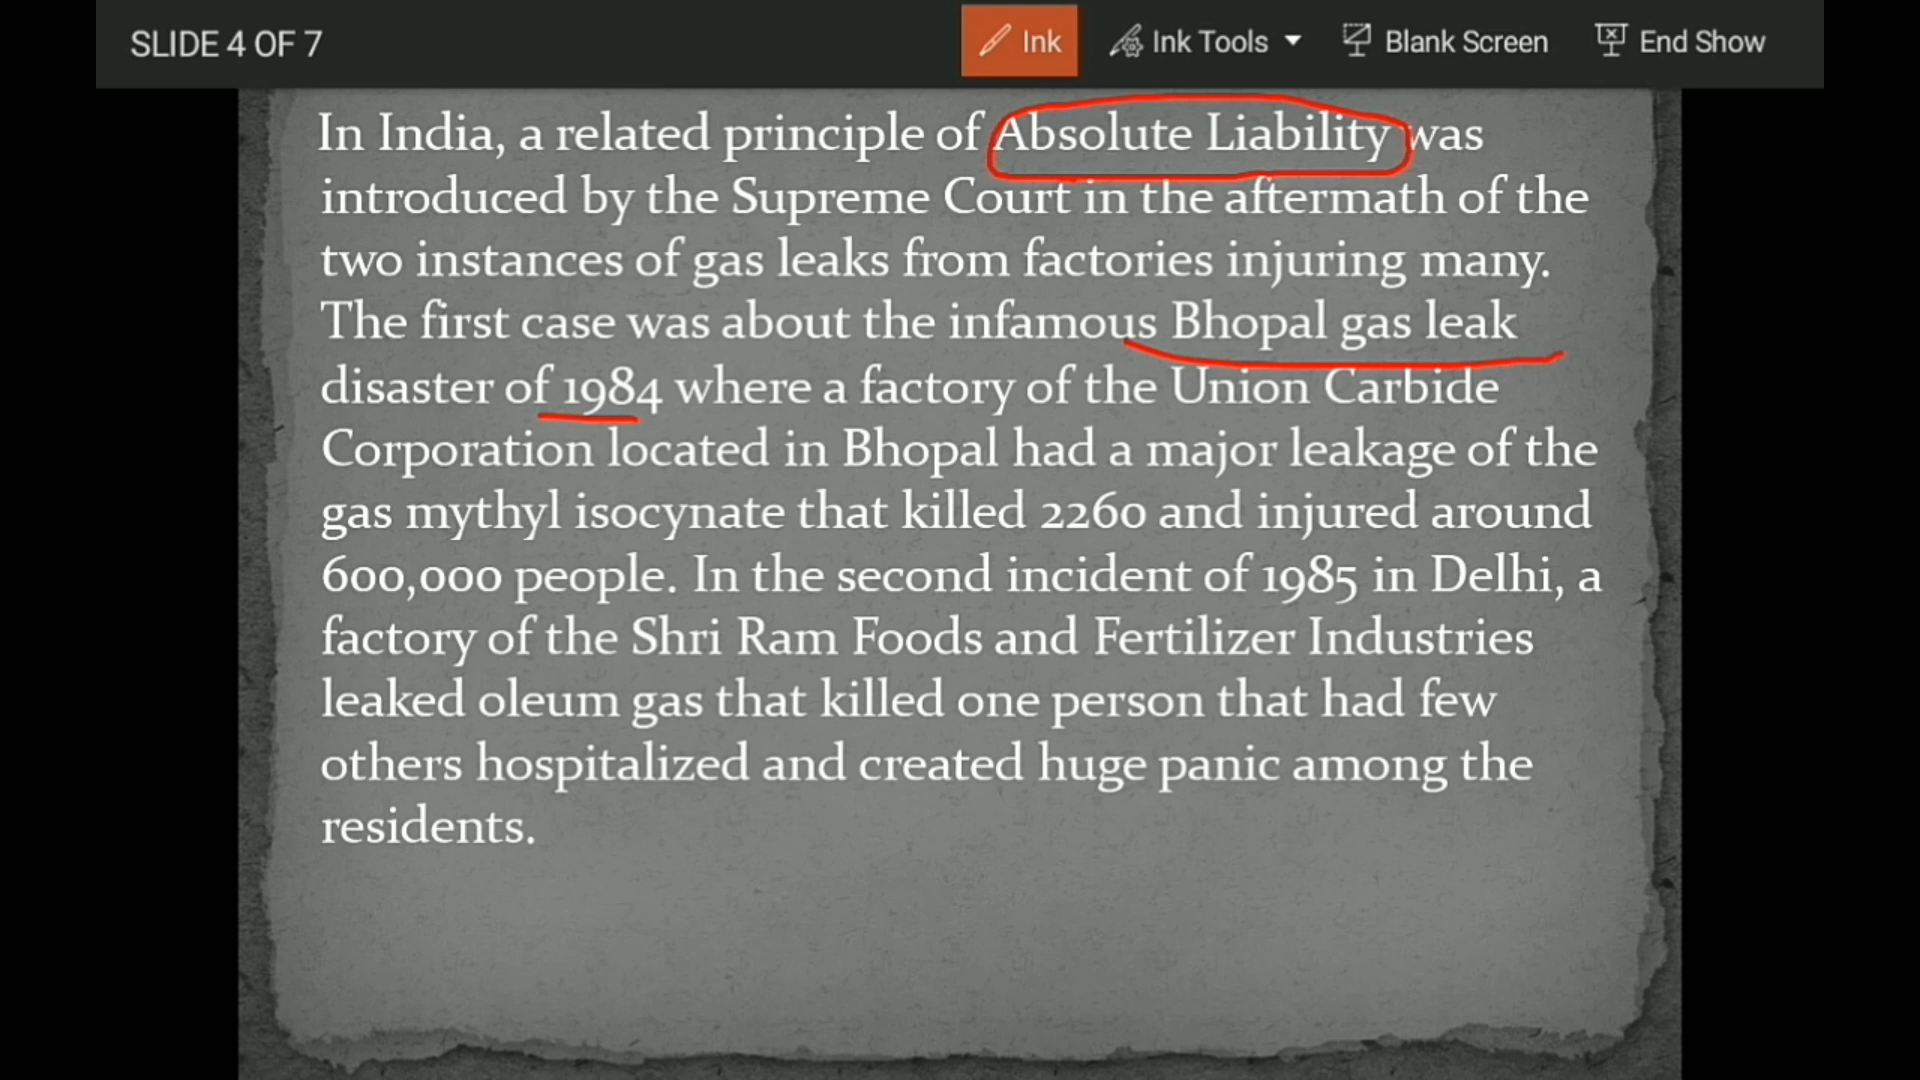 SLIDE 4 OF 7
Ink
Ink Tools
Blank Screen
End Show
In India, a related principle of Absolute Liability was
introduced by the Supreme Court in the aftermath of the
two instances of gas leaks from factories injuring many.
The first case was about the infamous Bhopal gas leak
disaster of 1984 where a factory of the Union Carbide
Corporation located in Bhopal had a major leakage of the
gas mythyl isocynate that killed 2260 and injured around
600,000 people. In the second incident of 1985 in Delhi, a
factory of the Shri Ram Foods and Fertilizer Industries
leaked oleum gas that killed one person that had few
others hospitalized and created huge panic among the
residents.